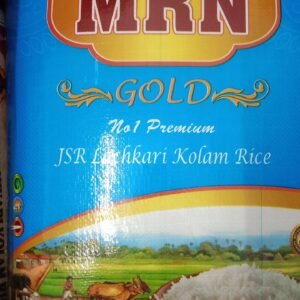 MRN
GOLD
No1 Premium
JSR Lachkari Kolam Rice